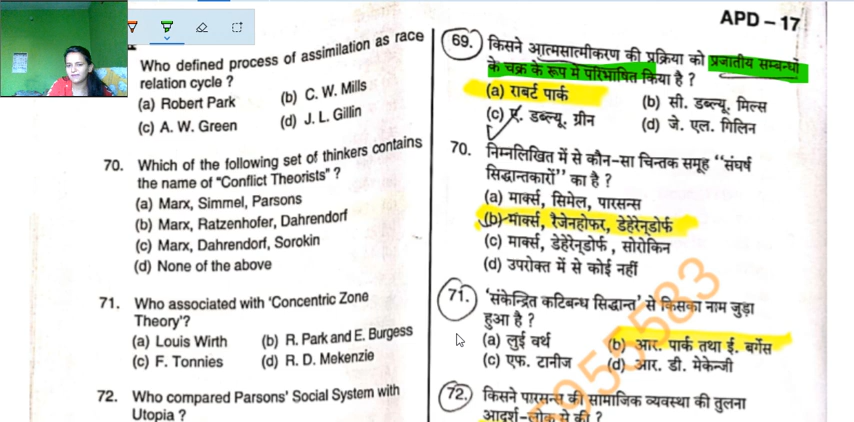 APD – 17
Who defined process of assimilation as race
relation cycle ?
(a) Robert Park (b) C. W. Mills
(c) A. W. Green (d) J. L. Gillin
70. Which of the following set of thinkers contains
the name of “Conflict Theorists” ?
(a) Marx, Simmel, Parsons
(b) Marx, Ratzenhofer, Dahrendorf
(c) Marx, Dahrendorf, Sorokin
(d) None of the above
71. Who associated with ‘Concentric Zone
Theory’?
(a) Louis Wirth (b) R. Park and E. Burgess
(c) F. Tonnies (d) R. D. Mekenzie
72. Who compared Parsons’ Social System with
Utopia ?
69. किसने आत्मसात्मीकरण की प्रक्रिया को प्रजातीय सम्बन्धों
के चक्र के रूप में परिभाषित किया है ?
(a) राबर्ट पार्क (b) सी. डब्ल्यू. मिल्स
(c) ए. डब्ल्यू. ग्रीन (d) जे. एल. गिलिन
70. निम्नलिखित में से कौन-सा चिन्तक समूह “संघर्ष
सिद्धान्तकारों” का है ?
(a) मार्क्स, सिमेल, पारसन्स
(b) मार्क्स, रैजेनहोफर, डेहेरेन्डोर्फ
(c) मार्क्स, डेहेरेन्डोर्फ , सोरोकिन
(d) उपरोक्त में से कोई नहीं
71. ‘संकेन्द्रित कटिबन्ध सिद्धान्त’ से किसका नाम जुड़ा
हुआ है ?
(a) लुई वर्थ (b) आर. पार्क तथा ई. बर्गेस
(c) एफ. टानीज (d) आर. डी. मेकेन्जी
72. किसने पारसन्स की सामाजिक व्यवस्था की तुलना
आदर्श-लोक से की ?